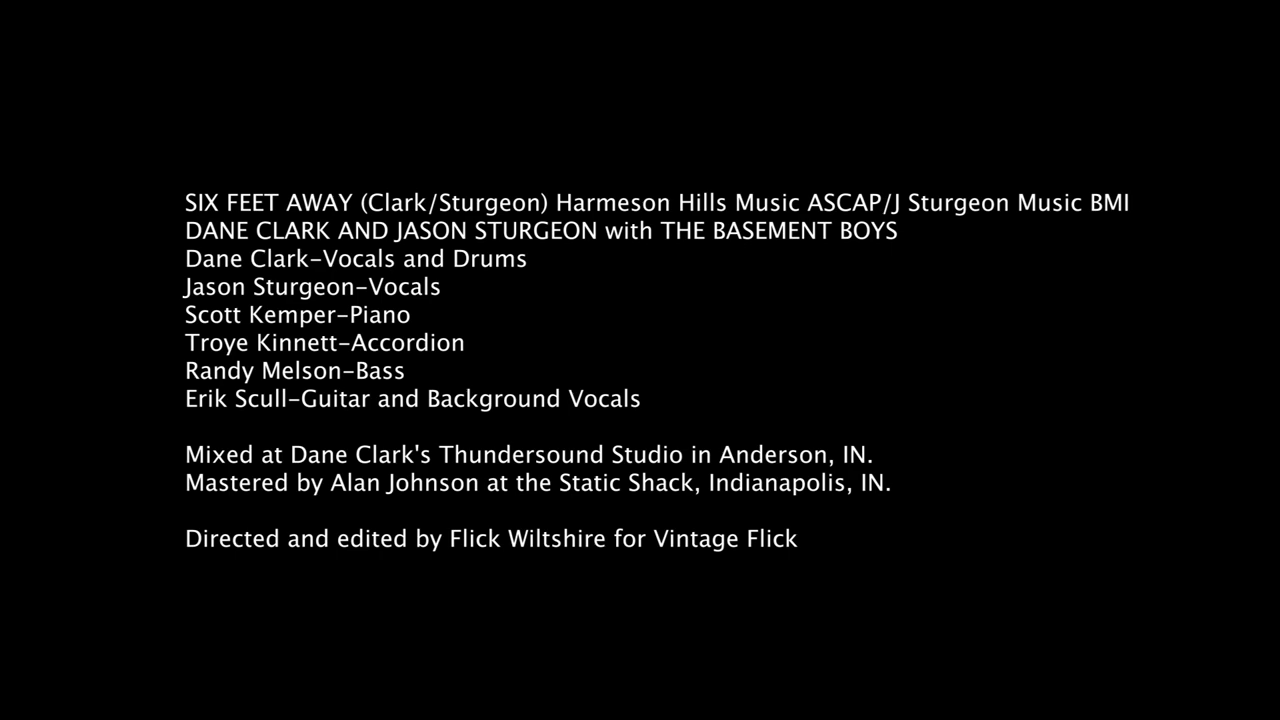 SIX FEET AWAY (Clark/Sturgeon) Harmeson Hills Music ASCAP/J Sturgeon Music BMI
DANE CLARK AND JASON STURGEON with THE BASEMENT BOYS
Dane Clark-Vocals and Drums
Jason Sturgeon-Vocals
Scott Kemper-Piano
Troye Kinnett-Accordion
Randy Melson-Bass
Erik Scull-Guitar and Background Vocals
Mixed at Dane Clark's Thundersound Studio in Anderson, IN.
Mastered by Alan Johnson at the Static Shack, Indianapolis, IN.
Directed and edited by Flick Wiltshire for Vintage Flick